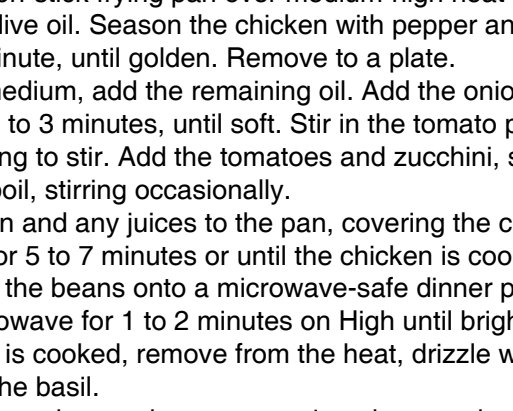 stick frying pan over medium-high heat
live oil. Season the chicken with pepper an
inute, until golden. Remove to a plate.
nedium, add the remaining oil. Add the onio
to 3 minutes, until soft. Stir in the tomato p
ng to stir. Add the tomatoes and zucchini, s
oil, stirring occasionally.
n and any juices to the pan, covering the c
or 5 to 7 minutes or until the chicken is coo
the beans onto a microwave-safe dinner p
owave for 1 to 2 minutes on High until brigh
is cooked, remove from the heat, drizzle w
he basil.